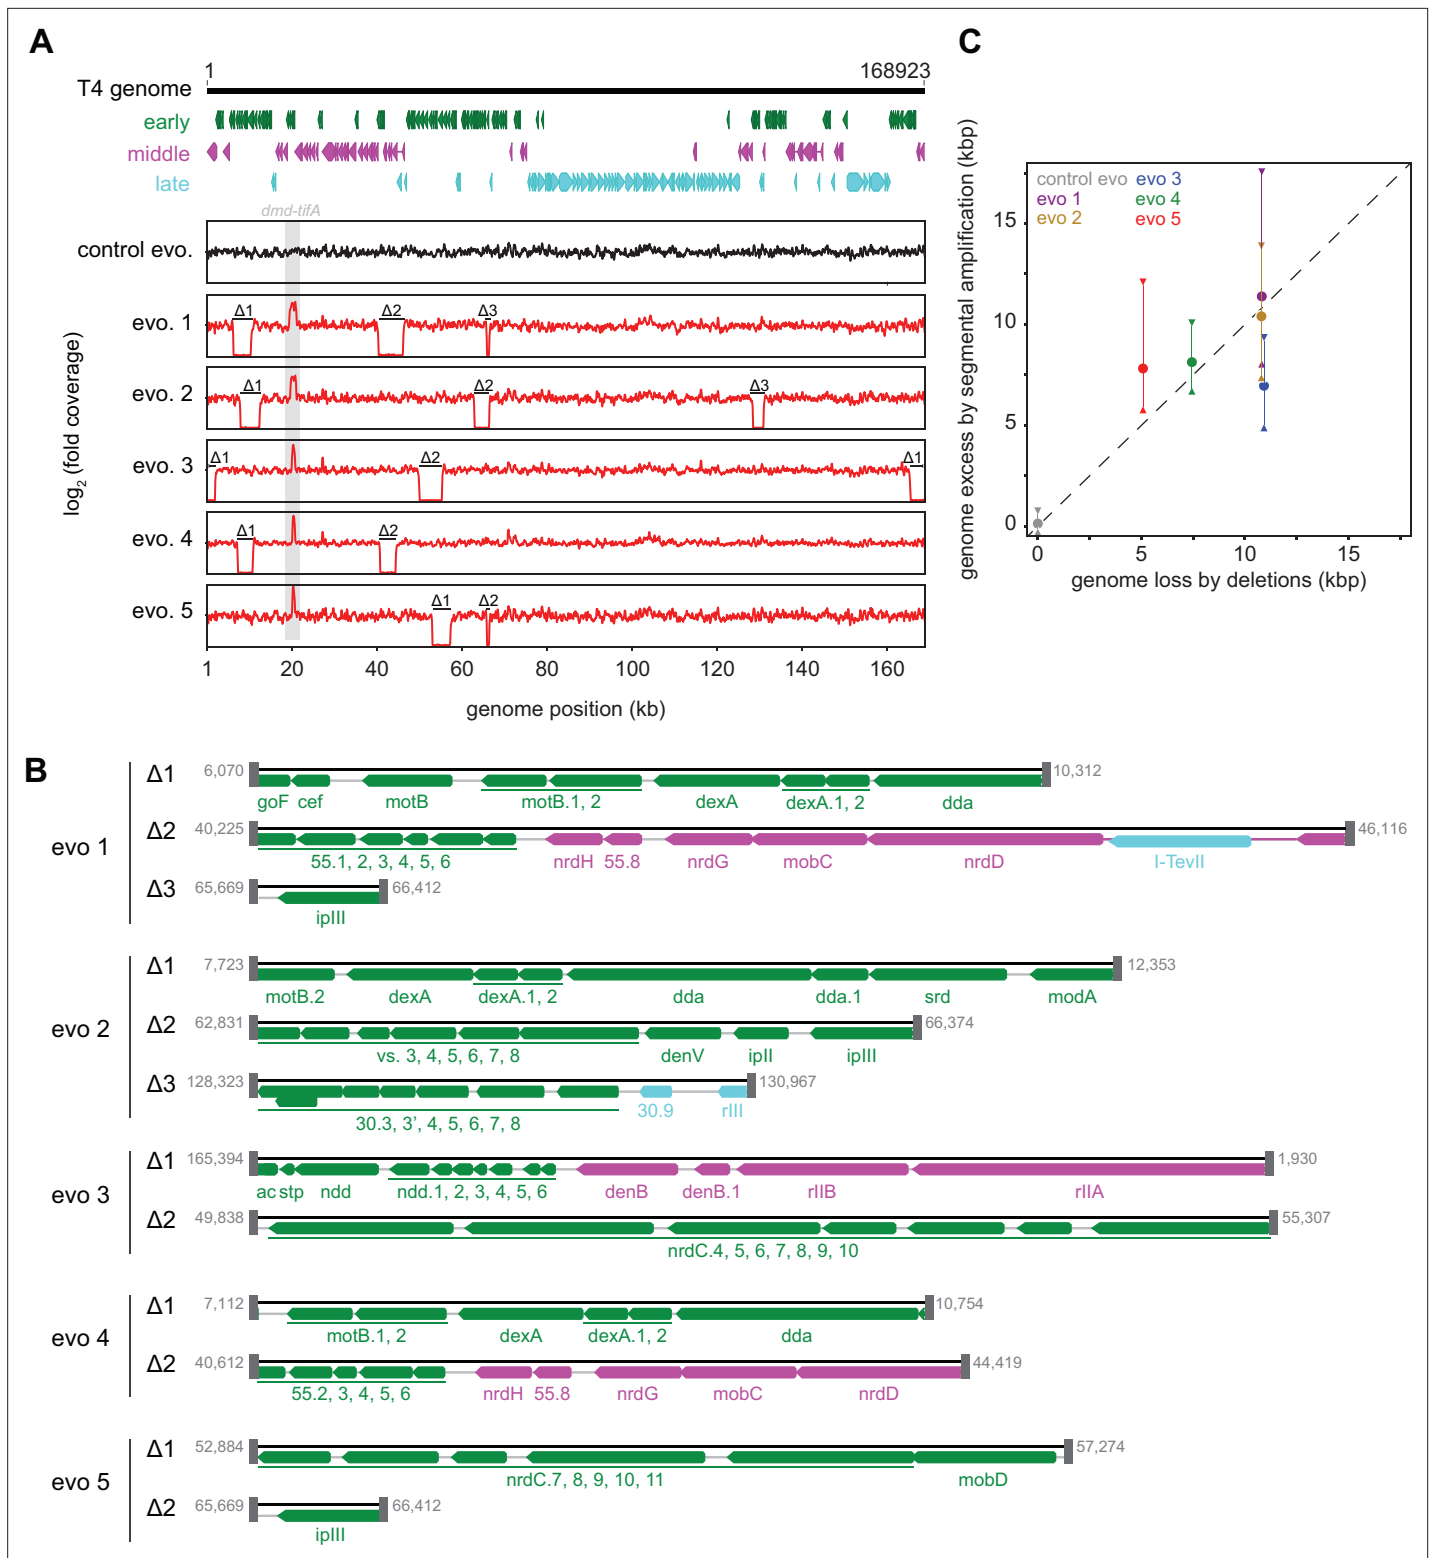 A
1 168923
T4 genome
early
middle
late
dmd-tifA
control evo.
evo. 1
Δ1 Δ2 Δ3
evo. 2
Δ1 Δ2 Δ3
evo. 3
Δ1 Δ2 Δ1
evo. 4
Δ1 Δ2
evo. 5
Δ1 Δ2
log2 (fold coverage)
1 20 40 60 80 100 120 140 160
genome position (kb)
C
genome excess by segmental amplification (kbp)
control evo evo 3
evo 1 evo 4
evo 2 evo 5
15
10
5
0
0 5 10 15
genome loss by deletions (kbp)
B
evo 1
Δ1 6,070 10,312
goF cef motB motB.1, 2 dexA dexA.1, 2 dda
Δ2 40,225 46,116
55.1, 2, 3, 4, 5, 6 nrdH 55.8 nrdG mobC nrdD I-TevII
Δ3 65,669 66,412
ipIII
evo 2
Δ1 7,723 12,353
motB.2 dexA dexA.1, 2 dda dda.1 srd modA
Δ2 62,831 66,374
vs. 3, 4, 5, 6, 7, 8 denV ipII ipIII
Δ3 128,323 130,967
30.3, 3’, 4, 5, 6, 7, 8 30.9 rIII
evo 3
Δ1 165,394 1,930
ac stp ndd ndd.1, 2, 3, 4, 5, 6 denB denB.1 rIIB rIIA
Δ2 49,838 55,307
nrdC.4, 5, 6, 7, 8, 9, 10
evo 4
Δ1 7,112 10,754
motB.1, 2 dexA dexA.1, 2 dda
Δ2 40,612 44,419
55.2, 3, 4, 5, 6 nrdH 55.8 nrdG mobC nrdD
evo 5
Δ1 52,884 57,274
nrdC.7, 8, 9, 10, 11 mobD
Δ2 65,669 66,412
ipIII